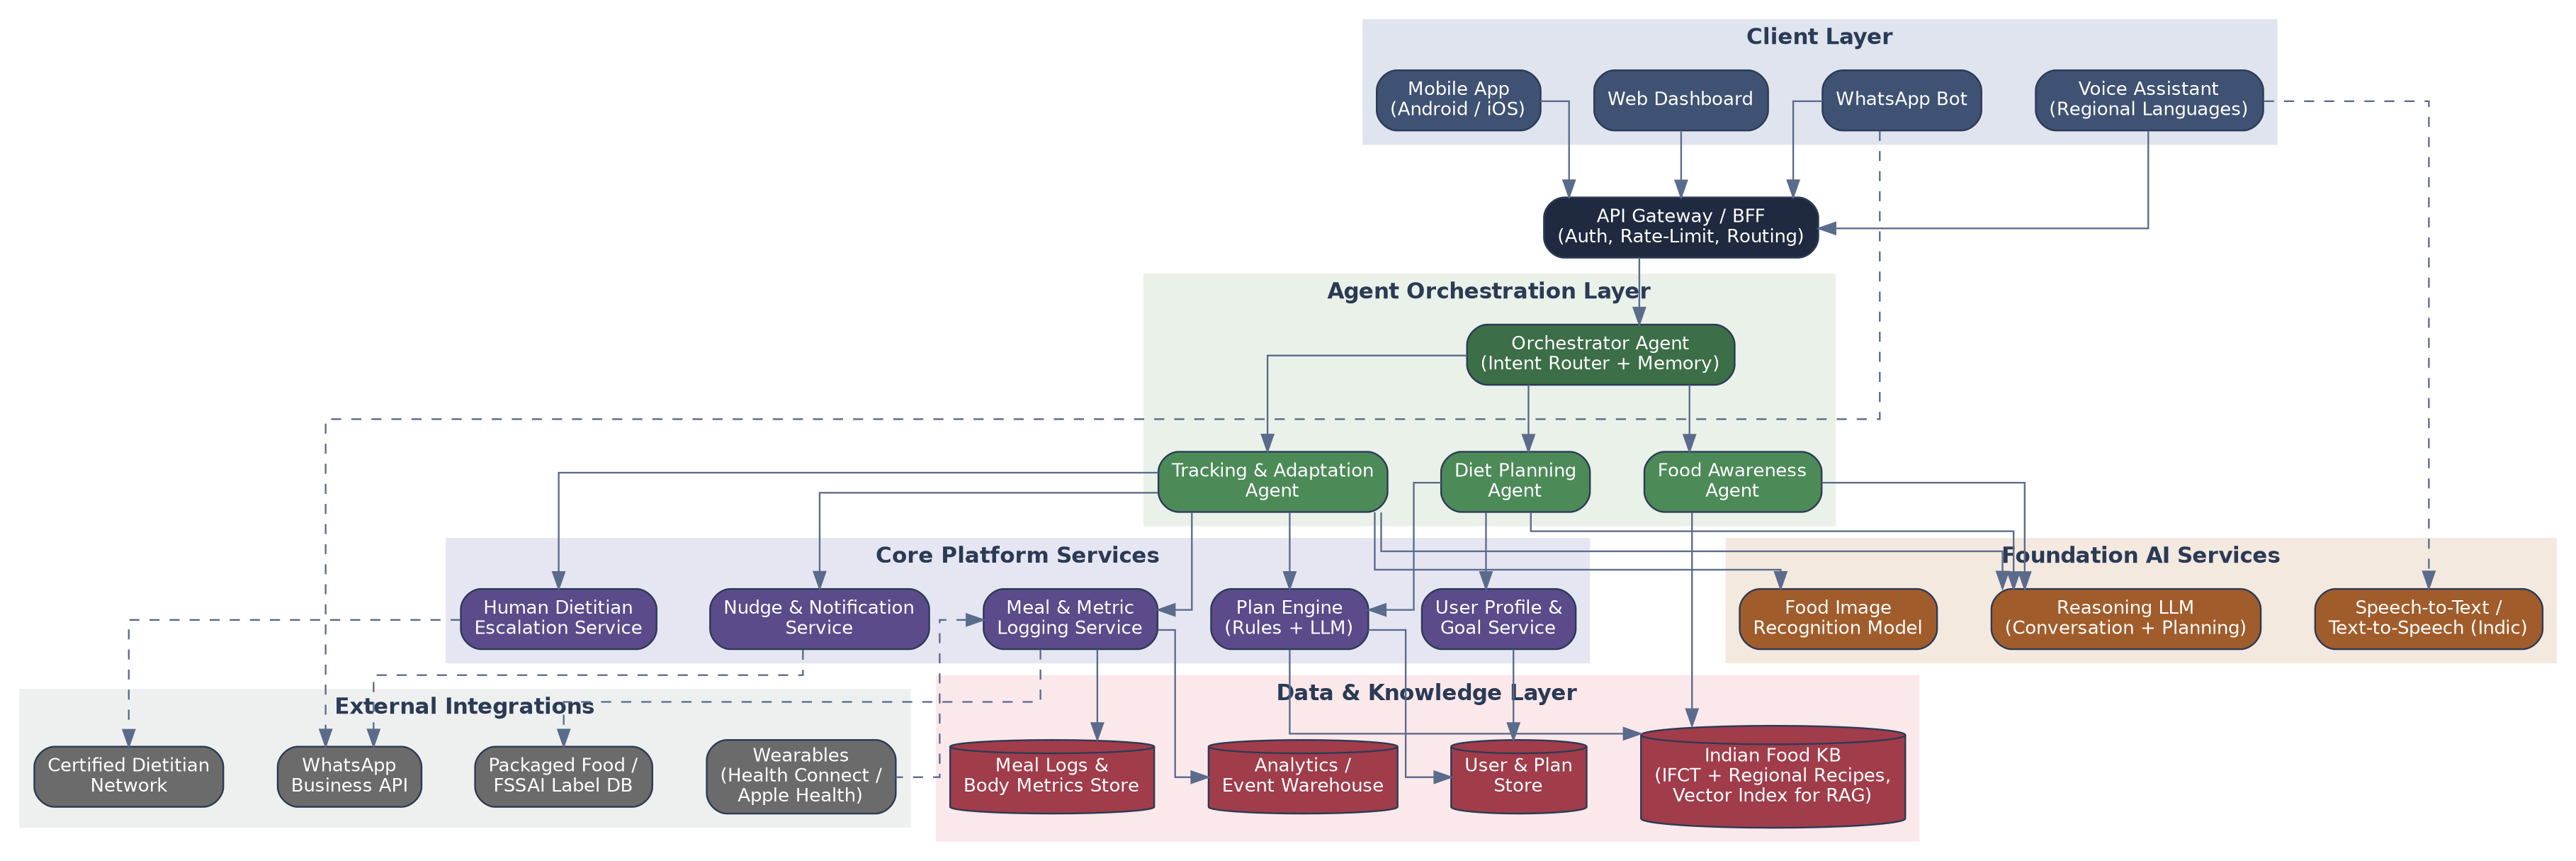 Client Layer
Mobile App
(Android / iOS)
Web Dashboard
WhatsApp Bot
Voice Assistant
(Regional Languages)
API Gateway / BFF
(Auth, Rate-Limit, Routing)
Agent Orchestration Layer
Orchestrator Agent
(Intent Router + Memory)
Tracking & Adaptation
Agent
Diet Planning
Agent
Food Awareness
Agent
Core Platform Services
Human Dietitian
Escalation Service
Nudge & Notification
Service
Meal & Metric
Logging Service
Plan Engine
(Rules + LLM)
User Profile &
Goal Service
Foundation AI Services
Food Image
Recognition Model
Reasoning LLM
(Conversation + Planning)
Speech-to-Text /
Text-to-Speech (Indic)
External Integrations
Certified Dietitian
Network
WhatsApp
Business API
Packaged Food /
FSSAI Label DB
Wearables
(Health Connect /
Apple Health)
Data & Knowledge Layer
Meal Logs &
Body Metrics Store
Analytics /
Event Warehouse
User & Plan
Store
Indian Food KB
(IFCT + Regional Recipes,
Vector Index for RAG)